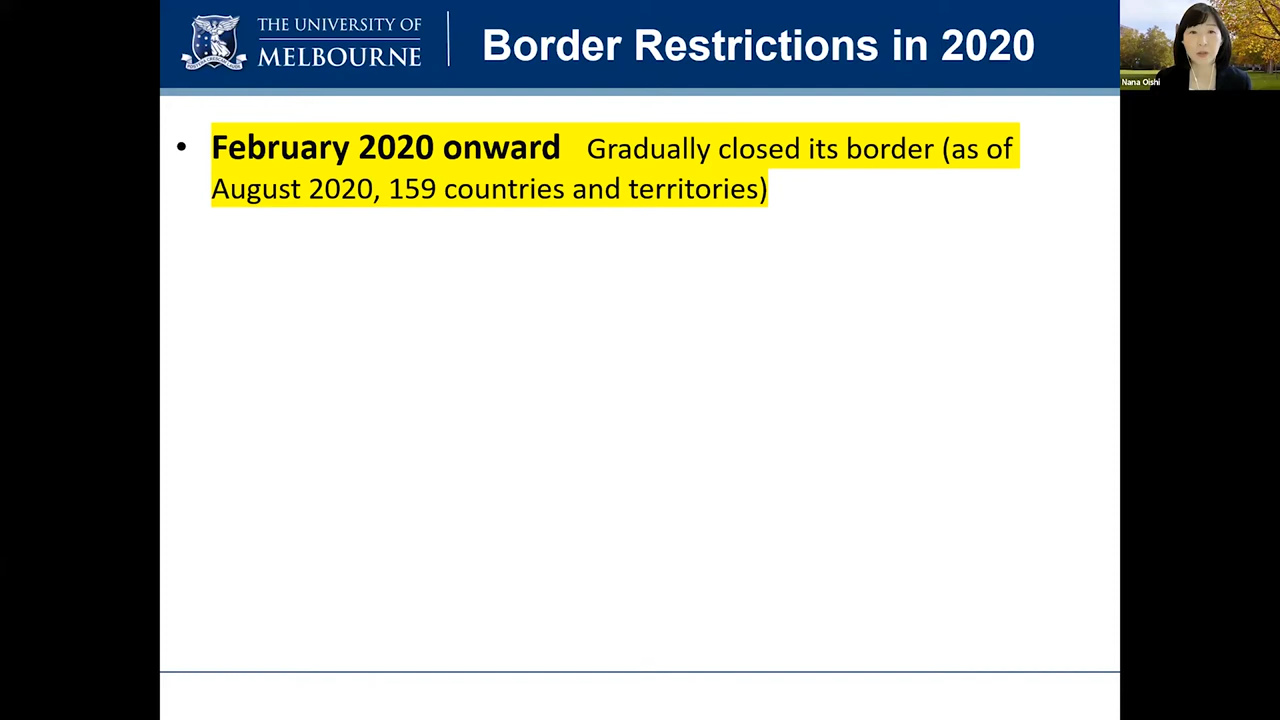 THE UNIVERSITY OF
MELBOURNE
Border Restrictions in 2020
Nana Oishi
• February 2020 onward Gradually closed its border (as of
August 2020, 159 countries and territories)